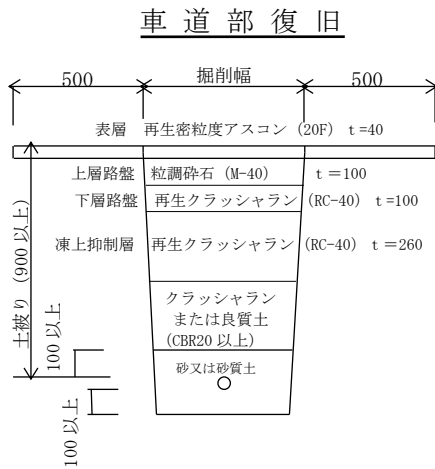 車道部復旧
500 掘削幅 500
表層 再生密粒度アスコン (20F) t=40
上層路盤 粒調砕石 (M-40) t＝100
下層路盤 再生クラッシャラン (RC-40) t=100
凍上抑制層 再生クラッシャラン (RC-40) t＝260
クラッシャラン
または良質土
(CBR20 以上)
砂又は砂質土
土被り (900 以上)
100 以上
100 以上